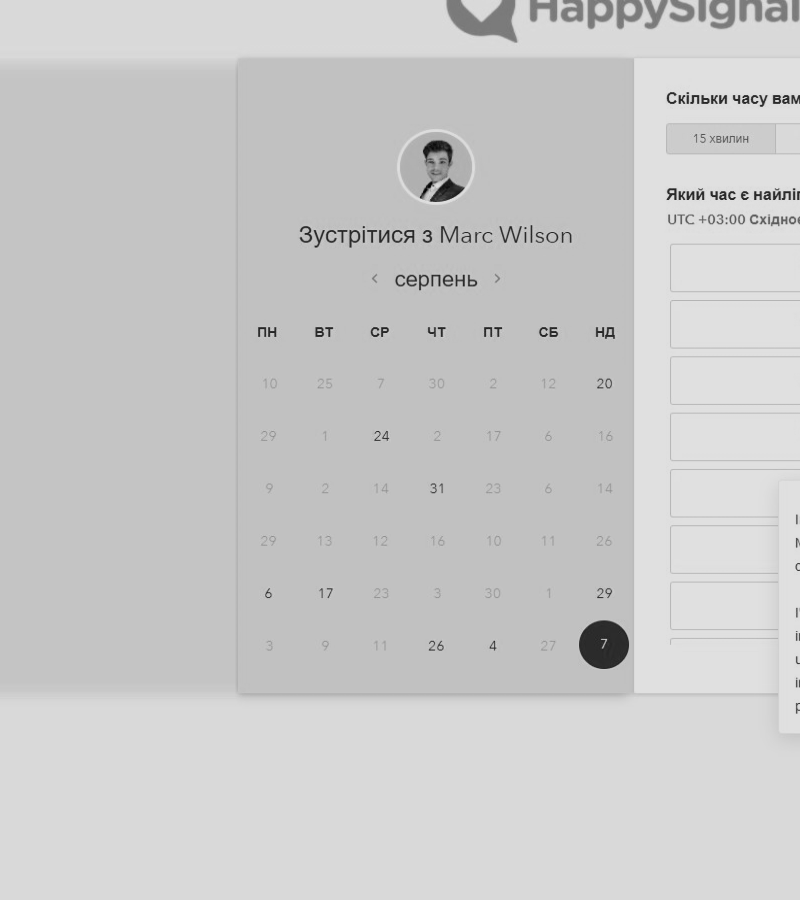 HappySignal
Зустрітися з Marc Wilson
серпень
ПН ВТ СР ЧТ ПТ СБ НД
10 25 7 30 2 12 20
29 1 24 2 17 6 16
9 2 14 31 23 6 14
29 13 12 16 10 11 26
6 17 23 3 30 1 29
3 9 11 26 4 27 7
Скільки часу вам
15 хвилин
Який час є
UTC +03:00